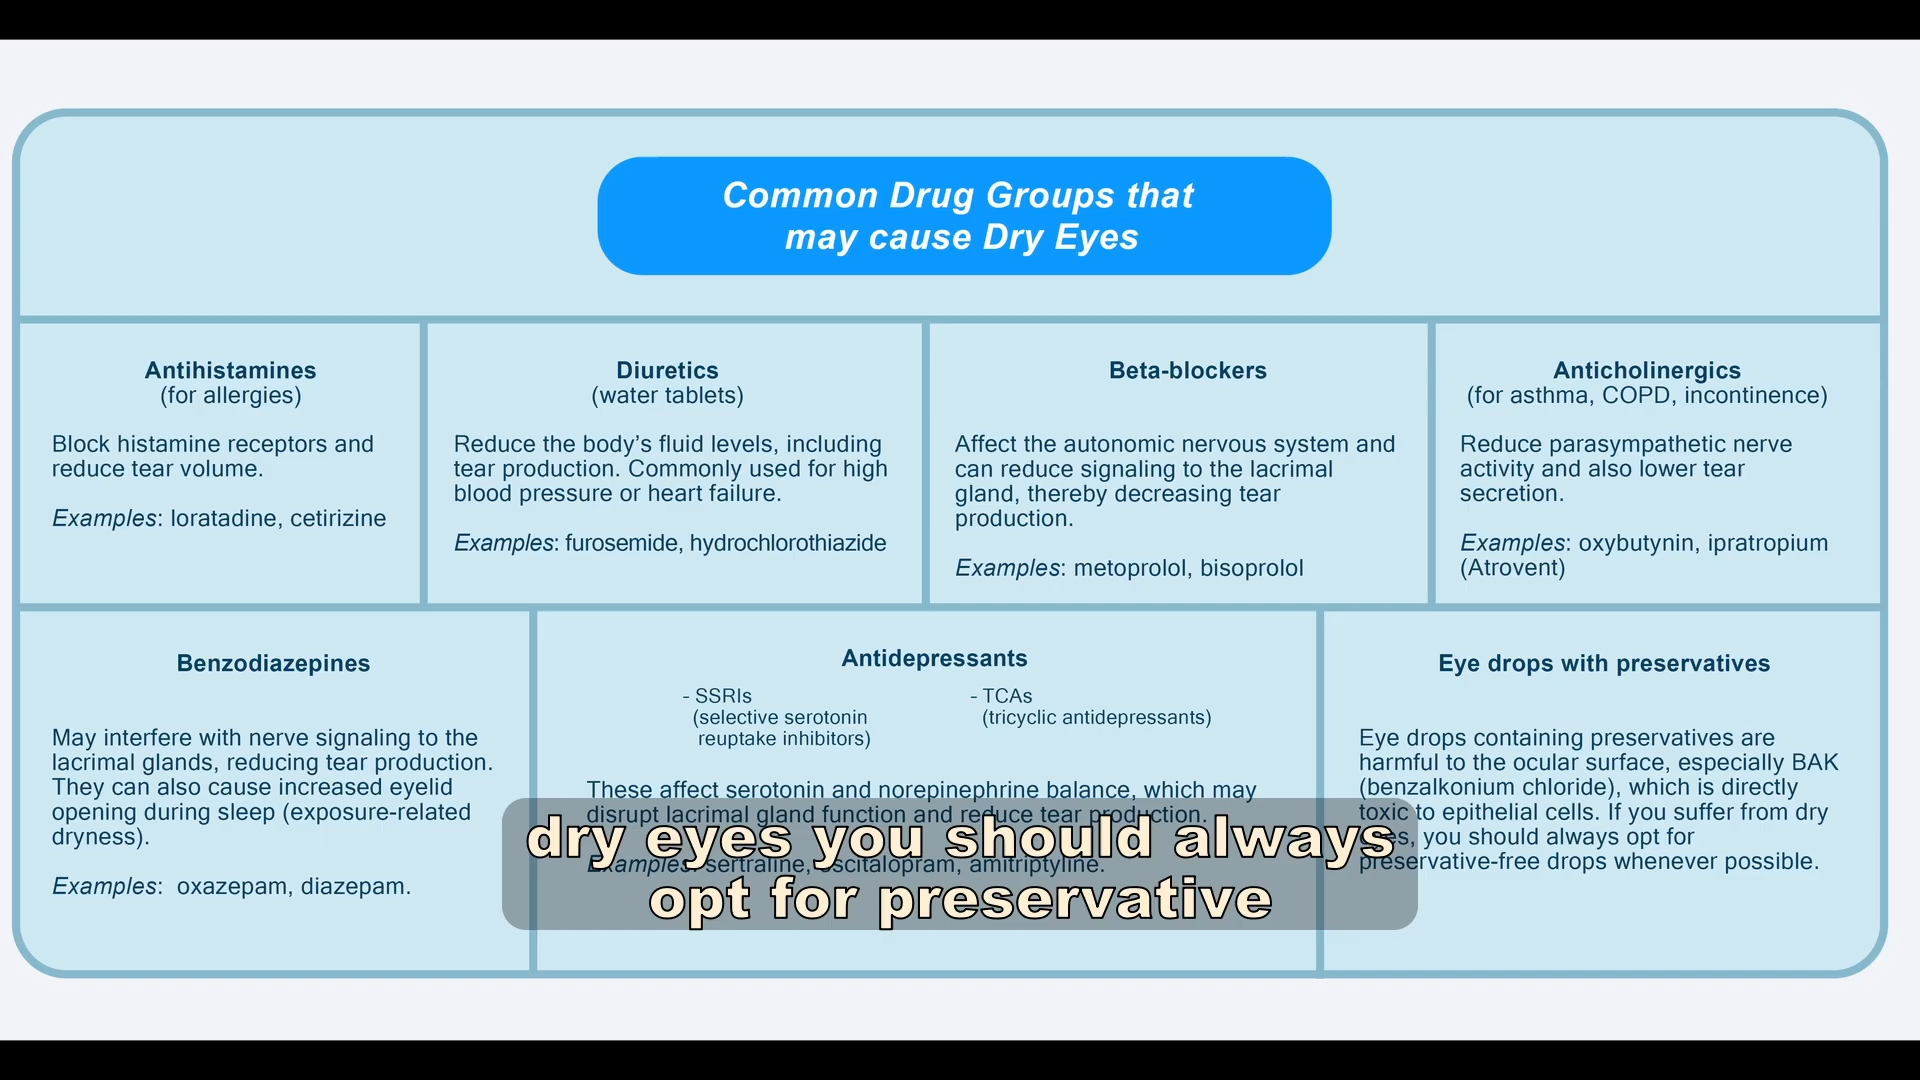 Common Drug Groups that
may cause Dry Eyes
Antihistamines
(for allergies)
Block histamine receptors and
reduce tear volume.
Examples: loratadine, cetirizine
Diuretics
(water tablets)
Reduce the body’s fluid levels, including
tear production. Commonly used for high
blood pressure or heart failure.
Examples: furosemide, hydrochlorothiazide
Beta-blockers
Affect the autonomic nervous system and
can reduce signaling to the lacrimal
gland, thereby decreasing tear
production.
Examples: metoprolol, bisoprolol
Anticholinergics
(for asthma, COPD, incontinence)
Reduce parasympathetic nerve
activity and also lower tear
secretion.
Examples: oxybutynin, ipratropium
(Atrovent)
Benzodiazepines
May interfere with nerve signaling to the
lacrimal glands, reducing tear production.
They can also cause increased eyelid
opening during sleep (exposure-related
dryness).
Examples: oxazepam, diazepam.
Antidepressants
- SSRIs
(selective serotonin
reuptake inhibitors)
- TCAs
(tricyclic antidepressants)
These affect serotonin and norepinephrine balance, which may
disrupt lacrimal gland function and reduce tear production.
Examples: sertraline, escitalopram, amitriptyline.
Eye drops with preservatives
Eye drops containing preservatives are
harmful to the ocular surface, especially BAK
(benzalkonium chloride), which is directly
toxic to epithelial cells. If you suffer from dry
eyes, you should always opt for
preservative-free drops whenever possible.
dry eyes you should always
opt for preservative